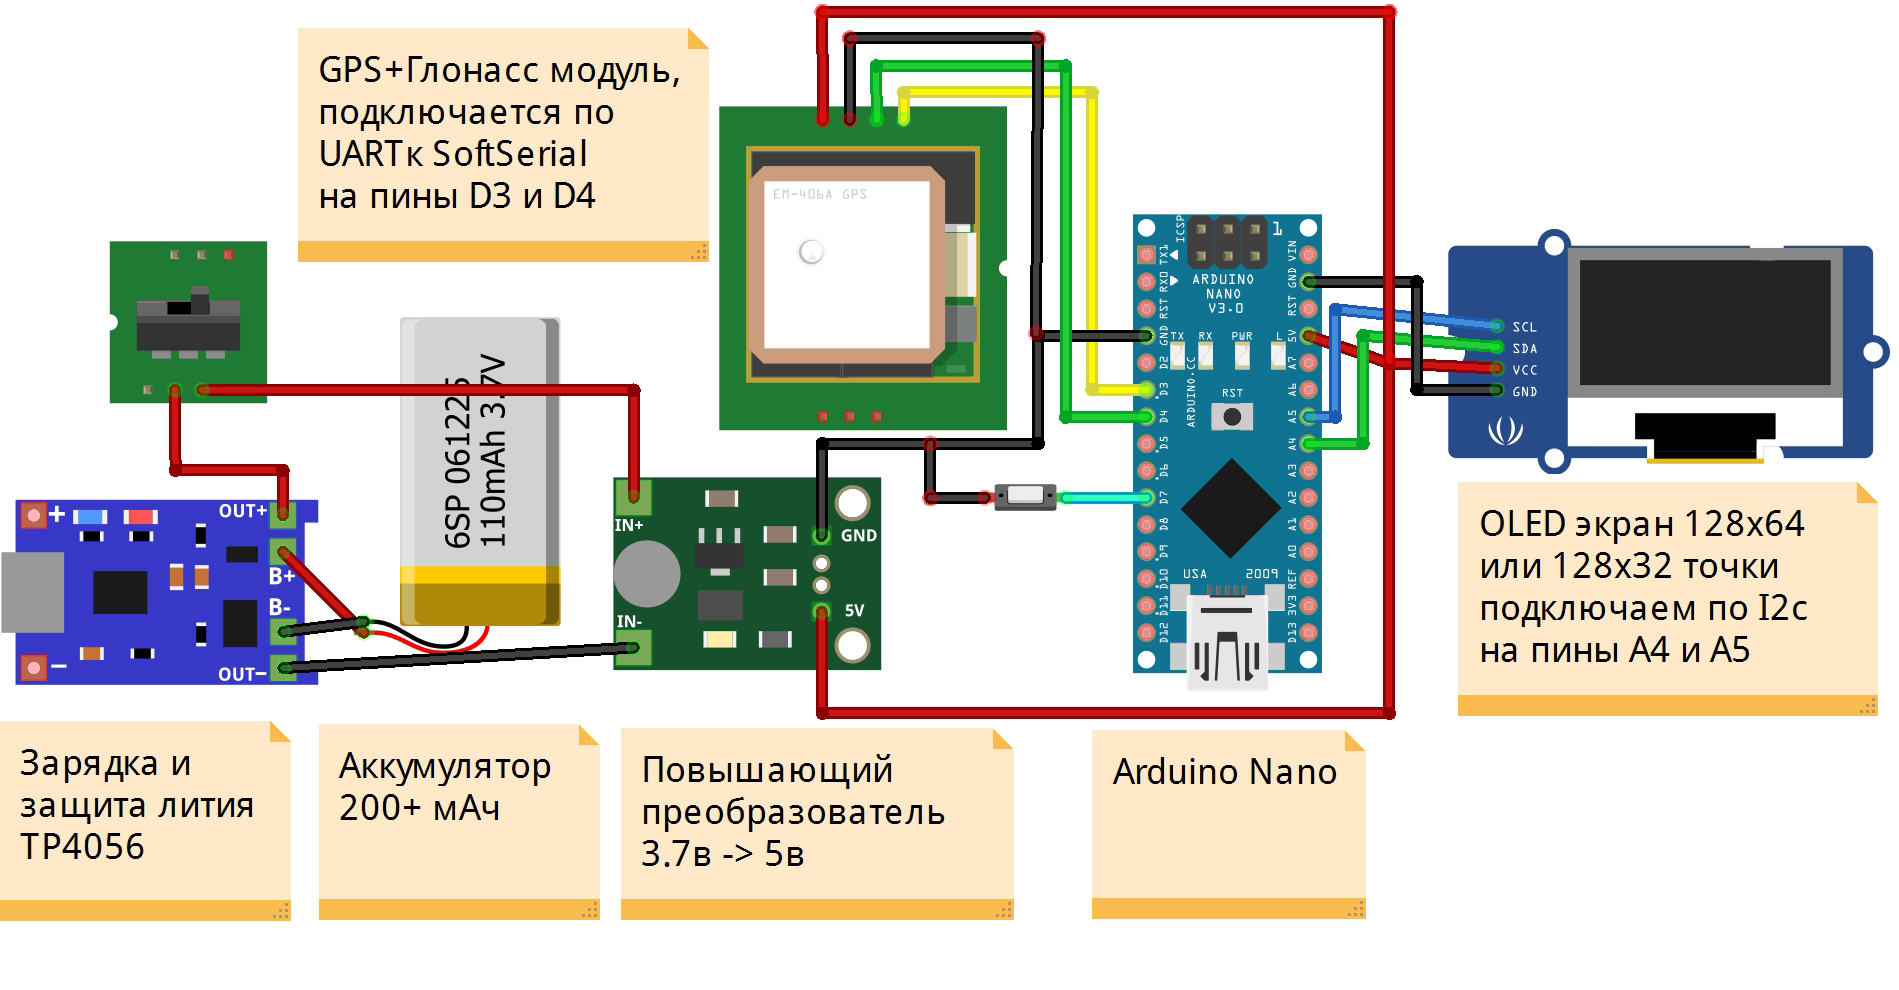 GPS+Глонасс модуль,
подключается по
UARTк SoftSerial
на пины D3 и D4
EM-406A GPS
6SP 061225
110mAh 3.7V
ICSP
1
ARDUINO
NANO
V3.0
TX RX PWR L
RST
ARDUINO.CC
USA 2009
TX1
RX0
RST
GND
D2
D3
D4
D5
D6
D7
D8
D9
D10
D11
D12
VIN
GND
RST
5V
A7
A6
A5
A4
A3
A2
A1
A0
REF
3V3
D13
SCL
SDA
VCC
GND
+
OUT+
B+
B-
OUT−
−
IN+
IN-
GND
5V
OLED экран 128x64
или 128x32 точки
подключаем по I2c
на пины A4 и A5
Зарядка и
защита лития
TP4056
Аккумулятор
200+ мАч
Повышающий
преобразователь
3.7в -> 5в
Arduino Nano